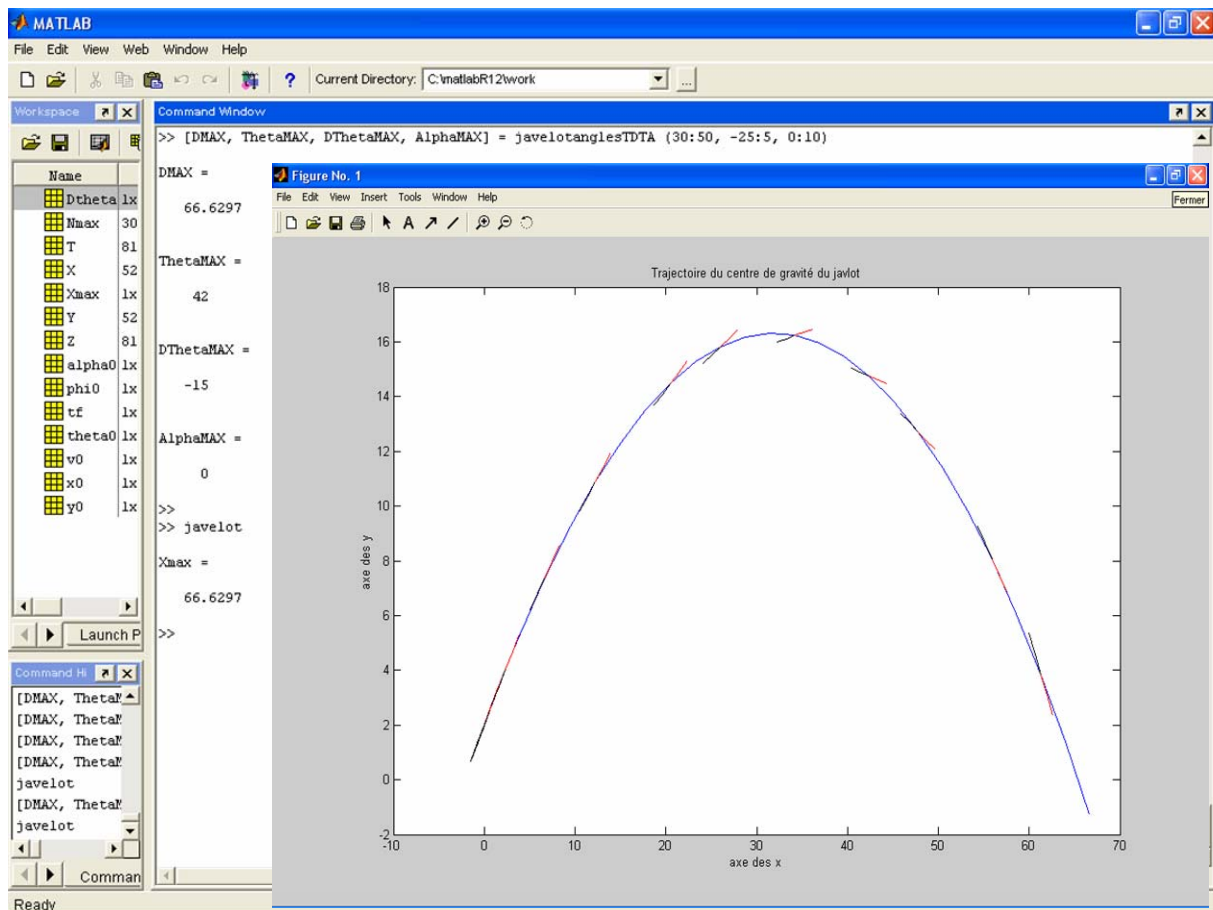 MATLAB
File Edit View Web Window Help
Current Directory: C:\matlabR12\work
...
Workspace
Name
Dtheta 1x
Nmax 30
T 81
X 52
Xmax 1x
Y 52
Z 81
alpha0 1x
phi0 1x
tf 1x
theta0 1x
v0 1x
x0 1x
y0 1x
Launch P
Command Hi
[DMAX, ThetaM
[DMAX, ThetaM
[DMAX, ThetaM
[DMAX, ThetaM
javelot
[DMAX, ThetaM
javelot
Comman
Ready
Command Window
>> [DMAX, ThetaMAX, DThetaMAX, AlphaMAX] = javelotanglesTDTA (30:50, -25:5, 0:10)
DMAX =
66.6297
ThetaMAX =
42
DThetaMAX =
-15
AlphaMAX =
0
>>
>> javelot
Xmax =
66.6297
>>
Figure No. 1
File Edit View Insert Tools Window Help
Fermer
Trajectoire du centre de gravité du javlot
18
16
14
12
10
8
6
4
2
0
-2
axe des y
-10 0 10 20 30 40 50 60 70
axe des x